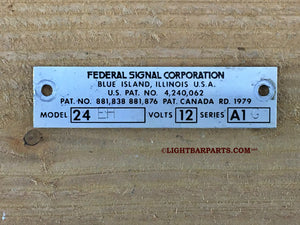 FEDERAL SIGNAL CORPORATION
BLUE ISLAND, ILLINOIS U.S.A.
U.S. PAT. NO. 4,240,062
PAT. NO. 881,838 881,876 PAT. CANADA RD. 1979
MODEL 24 VOLTS 12 SERIES A1
©LIGHTBARPARTS.COM